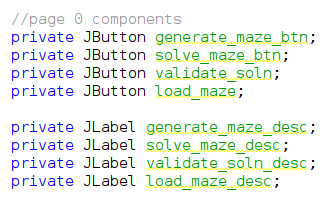 //page 0 components
private JButton generate_maze_btn;
private JButton solve_maze_btn;
private JButton validate_soln;
private JButton load_maze;
private JLabel generate_maze_desc;
private JLabel solve_maze_desc;
private JLabel validate_soln_desc;
private JLabel load_maze_desc;